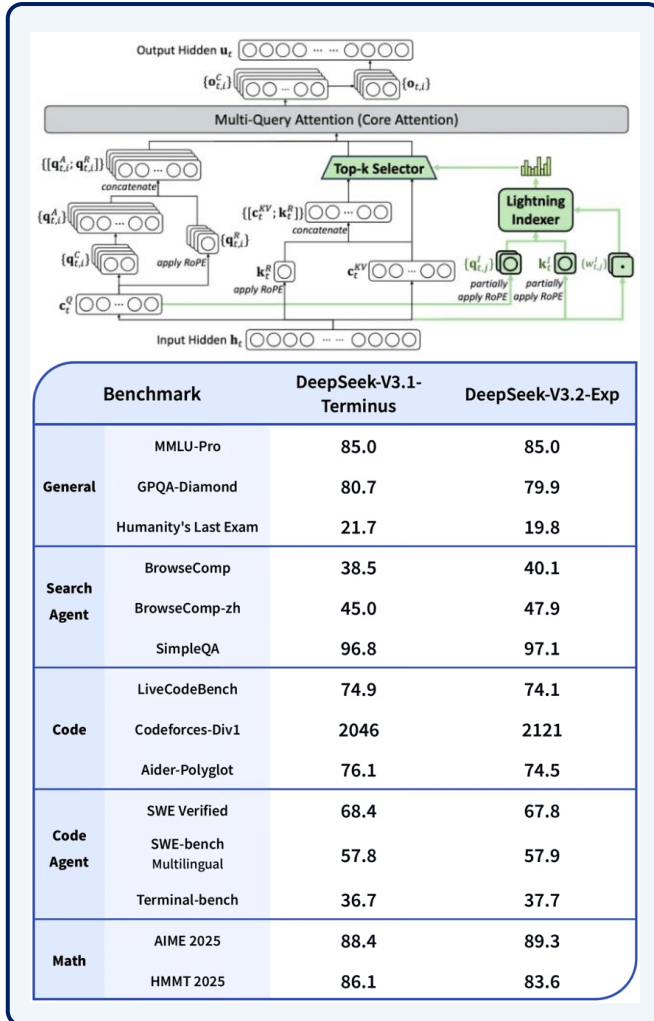 Output Hidden u_t
{o^C_{t,i}}
{o_{t,i}}
Multi-Query Attention (Core Attention)
{[q^A_{t,i}; q^R_{t,i}]}
concatenate
Top-k Selector
Lightning
Indexer
{q^A_{t,i}}
{[c^{KV}_t; k^R_t]}
concatenate
{q^C_{t,i}}
{q^R_{t,i}}
apply RoPE
k^R_t
apply RoPE
c^{KV}_t
{q^I_{t,j}}
k^I_t
{w^I_{t,j}}
partially
apply RoPE
partially
apply RoPE
c^Q_t
Input Hidden h_t
Benchmark DeepSeek-V3.1-Terminus DeepSeek-V3.2-Exp
General
MMLU-Pro 85.0 85.0
GPQA-Diamond 80.7 79.9
Humanity's Last Exam 21.7 19.8
Search
Agent
BrowseComp 38.5 40.1
BrowseComp-zh 45.0 47.9
SimpleQA 96.8 97.1
Code
LiveCodeBench 74.9 74.1
Codeforces-Div1 2046 2121
Aider-Polyglot 76.1 74.5
Code
Agent
SWE Verified 68.4 67.8
SWE-bench
Multilingual 57.8 57.9
Terminal-bench 36.7 37.7
Math
AIME 2025 88.4 89.3
HMMT 2025 86.1 83.6